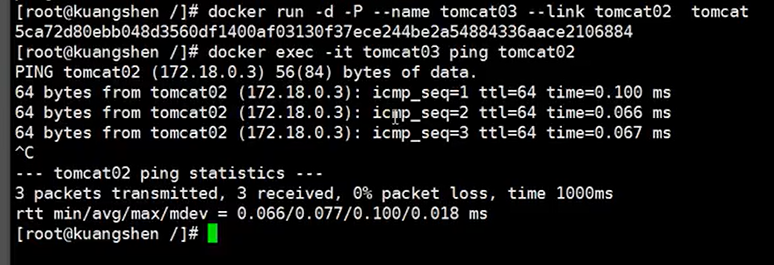 [root@kuangshen /]# docker run -d -P --name tomcat03 --link tomcat02  tomcat
5ca72d80ebb048d3560df1400af03130f37ece244be2a54884336aace2106884
[root@kuangshen /]# docker exec -it tomcat03 ping tomcat02
PING tomcat02 (172.18.0.3) 56(84) bytes of data.
64 bytes from tomcat02 (172.18.0.3): icmp_seq=1 ttl=64 time=0.100 ms
64 bytes from tomcat02 (172.18.0.3): icmp_seq=2 ttl=64 time=0.066 ms
64 bytes from tomcat02 (172.18.0.3): icmp_seq=3 ttl=64 time=0.067 ms
^C
--- tomcat02 ping statistics ---
3 packets transmitted, 3 received, 0% packet loss, time 1000ms
rtt min/avg/max/mdev = 0.066/0.077/0.100/0.018 ms
[root@kuangshen /]#